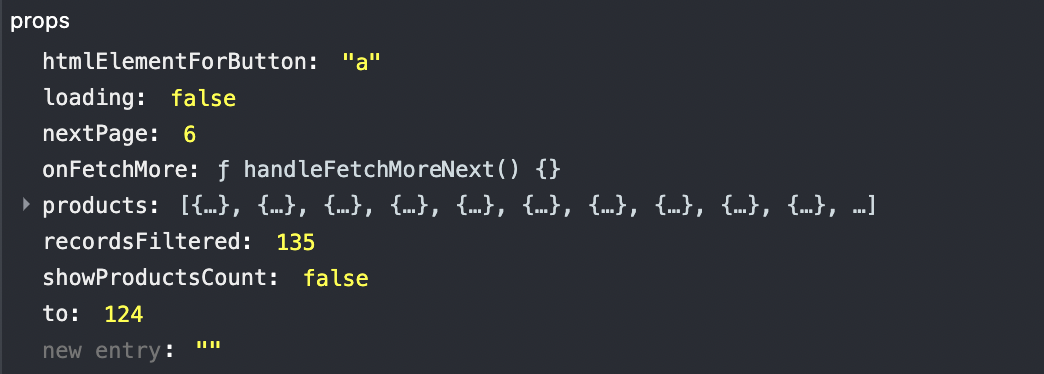 props
htmlElementForButton: "a"
loading: false
nextPage: 6
onFetchMore: ƒ handleFetchMoreNext() {}
products: [{…}, {…}, {…}, {…}, {…}, {…}, {…}, {…}, {…}, {…}, …]
recordsFiltered: 135
showProductsCount: false
to: 124
new entry: ""